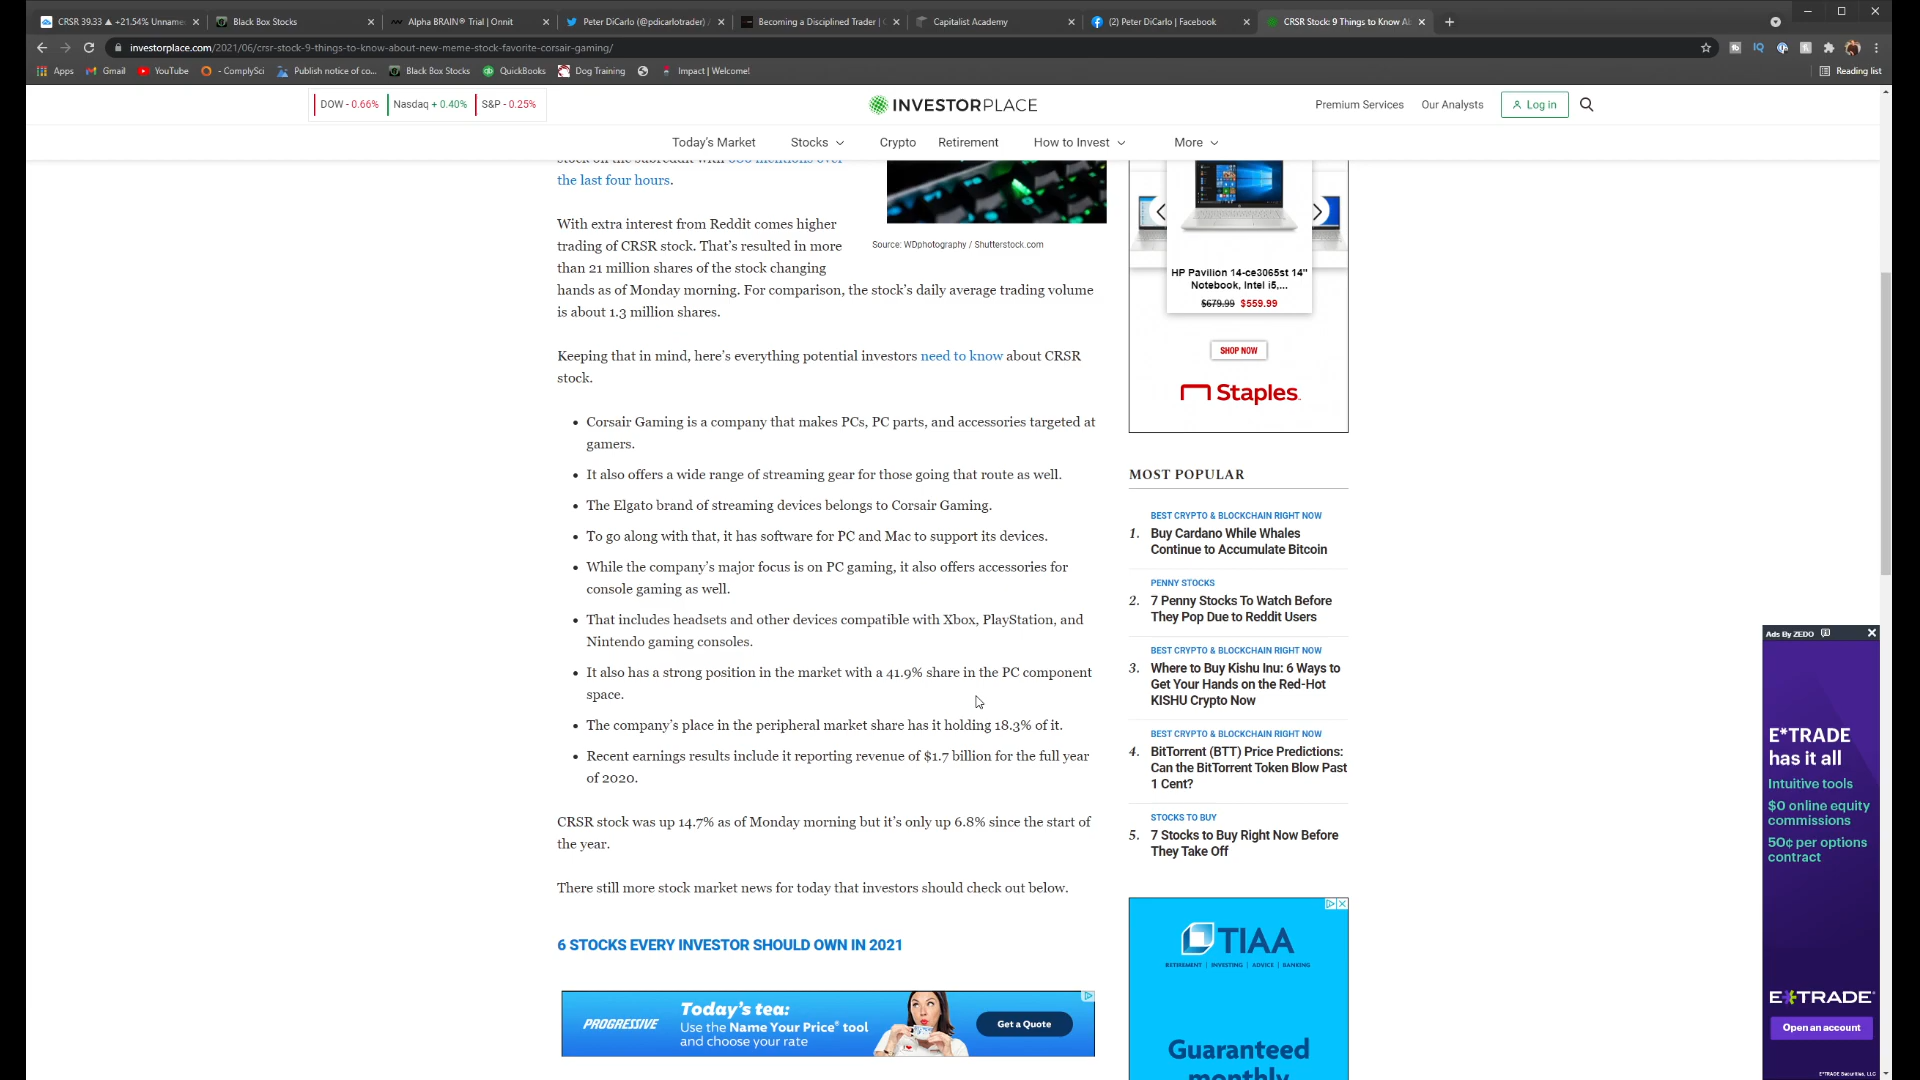 CRSR 39.33 ▲ +21.54% Unname
Black Box Stocks
Alpha BRAIN® Trial | Onnit
Peter DiCarlo (@pdicarlotrader) /
Becoming a Disciplined Trader |
Capitalist Academy
(2) Peter DiCarlo | Facebook
CRSR Stock: 9 Things to Know Ab
investorplace.com/2021/06/crsr-stock-9-things-to-know-about-new-meme-stock-favorite-corsair-gaming/
Apps
Gmail
YouTube
- ComplySci
Publish notice of co...
Black Box Stocks
QuickBooks
Dog Training
Impact | Welcome!
Reading list
DOW - 0.66%
Nasdaq + 0.40%
S&P - 0.25%
INVESTORPLACE
Premium Services
Our Analysts
Log in
Today's Market
Stocks
Crypto
Retirement
How to Invest
More
stock on the subreddit with 680 mentions over
the last four hours.
Source: WDphotography / Shutterstock.com
With extra interest from Reddit comes higher
trading of CRSR stock. That's resulted in more
than 21 million shares of the stock changing
hands as of Monday morning. For comparison, the stock's daily average trading volume
is about 1.3 million shares.
Keeping that in mind, here's everything potential investors need to know about CRSR
stock.
• Corsair Gaming is a company that makes PCs, PC parts, and accessories targeted at
gamers.
• It also offers a wide range of streaming gear for those going that route as well.
• The Elgato brand of streaming devices belongs to Corsair Gaming.
• To go along with that, it has software for PC and Mac to support its devices.
• While the company's major focus is on PC gaming, it also offers accessories for
console gaming as well.
• That includes headsets and other devices compatible with Xbox, PlayStation, and
Nintendo gaming consoles.
• It also has a strong position in the market with a 41.9% share in the PC component
space.
• The company's place in the peripheral market share has it holding 18.3% of it.
• Recent earnings results include it reporting revenue of $1.7 billion for the full year
of 2020.
CRSR stock was up 14.7% as of Monday morning but it's only up 6.8% since the start of
the year.
There still more stock market news for today that investors should check out below.
6 STOCKS EVERY INVESTOR SHOULD OWN IN 2021
PROGRESSIVE
Today's tea:
Use the Name Your Price® tool
and choose your rate
Get a Quote
HP Pavilion 14-ce3065st 14"
Notebook, Intel i5,...
$679.99 $559.99
SHOP NOW
Staples.
MOST POPULAR
BEST CRYPTO & BLOCKCHAIN RIGHT NOW
1. Buy Cardano While Whales
Continue to Accumulate Bitcoin
PENNY STOCKS
2. 7 Penny Stocks To Watch Before
They Pop Due to Reddit Users
BEST CRYPTO & BLOCKCHAIN RIGHT NOW
3. Where to Buy Kishu Inu: 6 Ways to
Get Your Hands on the Red-Hot
KISHU Crypto Now
BEST CRYPTO & BLOCKCHAIN RIGHT NOW
4. BitTorrent (BTT) Price Predictions:
Can the BitTorrent Token Blow Past
1 Cent?
STOCKS TO BUY
5. 7 Stocks to Buy Right Now Before
They Take Off
TIAA
RETIREMENT | INVESTING | ADVICE | BANKING
Guaranteed
monthly
Ads By ZEDO
E*TRADE
has it all
Intuitive tools
$0 online equity
commissions
50¢ per options
contract
E*TRADE
Open an account
E*TRADE Securities, LLC